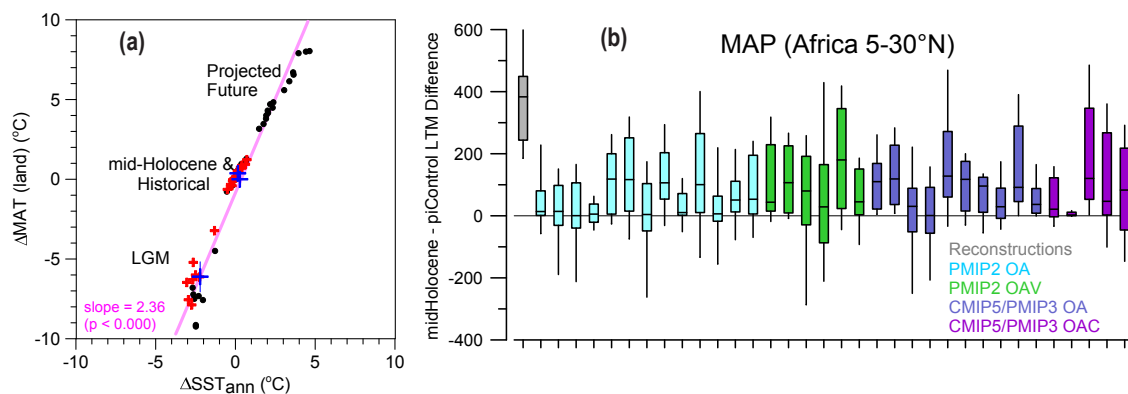 (a)
10
5
0
-5
-10
ΔMAT (land) (°C)
Projected
Future
mid-Holocene &
Historical
LGM
slope = 2.36
(p < 0.000)
-10 -5 0 5 10
ΔSSTann (°C)
(b)
MAP (Africa 5-30°N)
600
400
200
0
-200
-400
midHolocene - piControl LTM Difference
Reconstructions
PMIP2 OA
PMIP2 OAV
CMIP5/PMIP3 OA
CMIP5/PMIP3 OAC